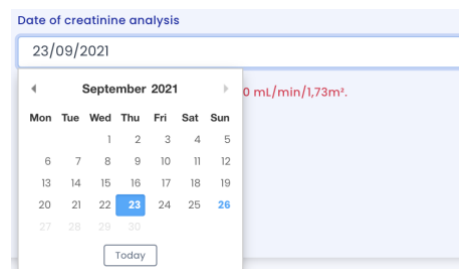 Date of creatinine analysis
23/09/2021
September 2021
0 mL/min/1,73m².
Mon Tue Wed Thu Fri Sat Sun
1 2 3 4 5
6 7 8 9 10 11 12
13 14 15 16 17 18 19
20 21 22 23 24 25 26
27 28 29 30
Today